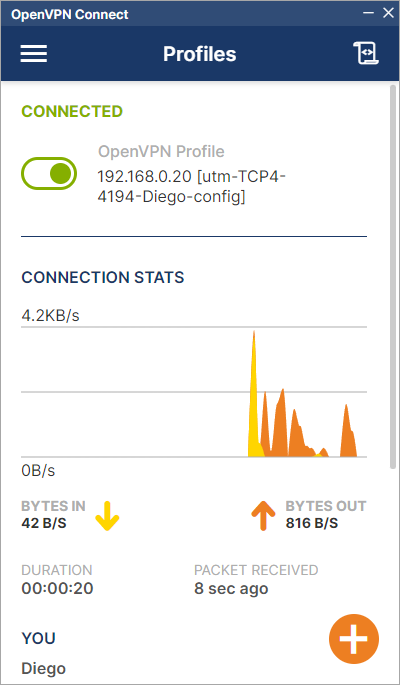 OpenVPN Connect
Profiles
CONNECTED
OpenVPN Profile
192.168.0.20 [utm-TCP4-
4194-Diego-config]
CONNECTION STATS
4.2KB/s
0B/s
BYTES IN
42 B/S
BYTES OUT
816 B/S
DURATION
00:00:20
PACKET RECEIVED
8 sec ago
YOU
Diego